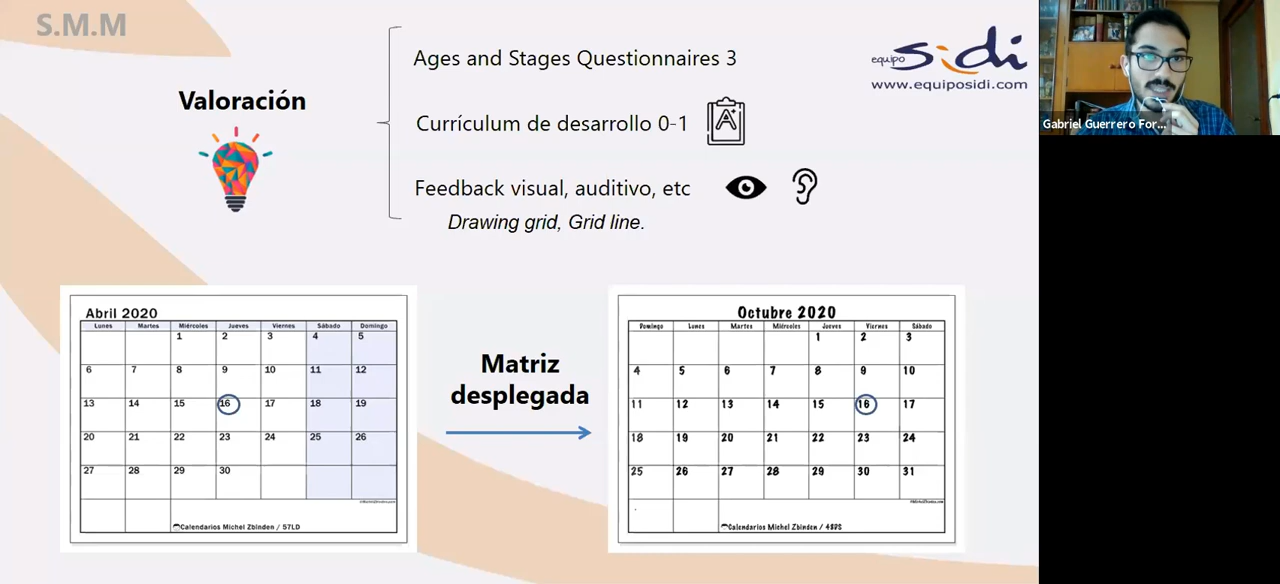 S.M.M
Valoración
Ages and Stages Questionnaires 3
Currículum de desarrollo 0-1
A+
Feedback visual, auditivo, etc
Drawing grid, Grid line.
equipo sidi
www.equiposidi.com
Gabriel Guerrero For...
Abril 2020
Lunes Martes Miércoles Jueves Viernes Sábado Domingo
1 2 3 4 5
6 7 8 9 10 11 12
13 14 15 16 17 18 19
20 21 22 23 24 25 26
27 28 29 30
Calendarios Michel Zbinden / 57LD
Matriz
desplegada
Octubre 2020
Domingo Lunes Martes Miércoles Jueves Viernes Sábado
1 2 3
4 5 6 7 8 9 10
11 12 13 14 15 16 17
18 19 20 21 22 23 24
25 26 27 28 29 30 31
Calendarios Michel Zbinden / 48DS